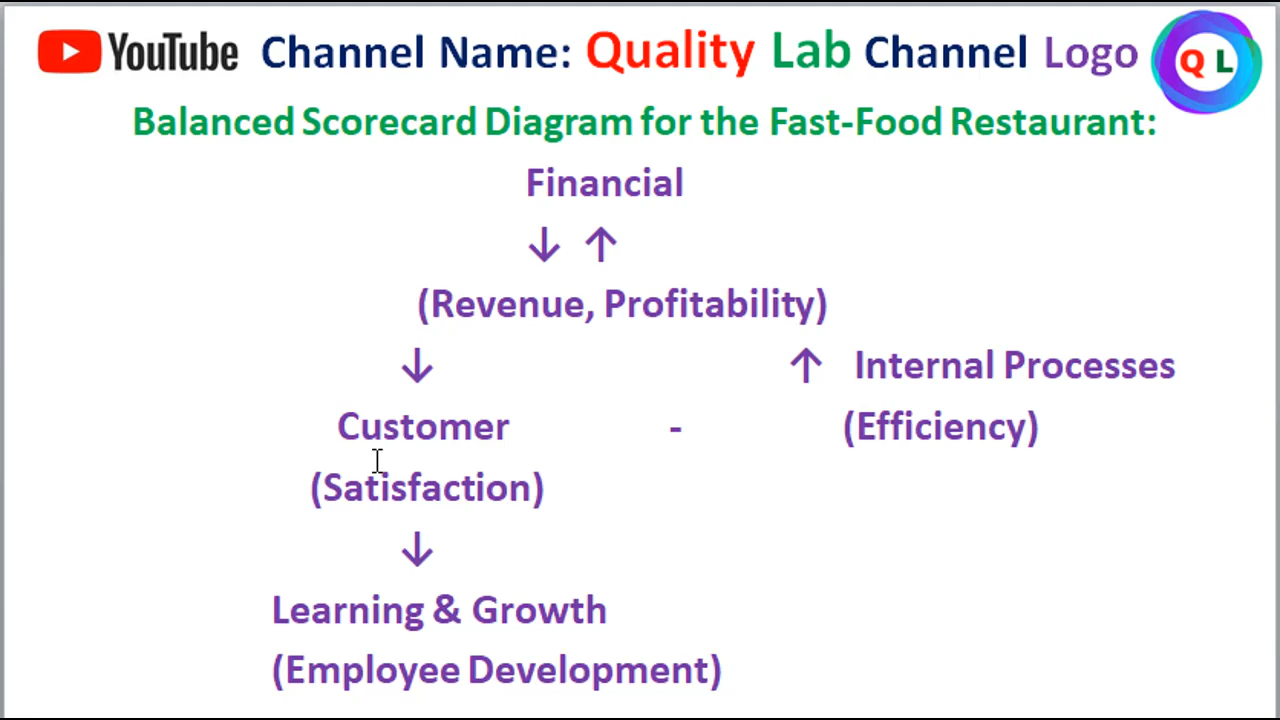 YouTube Channel Name: Quality Lab Channel Logo Q L
Balanced Scorecard Diagram for the Fast-Food Restaurant:
Financial
↓ ↑
(Revenue, Profitability)
↓ ↑ Internal Processes
Customer - (Efficiency)
(Satisfaction)
↓
Learning & Growth
(Employee Development)